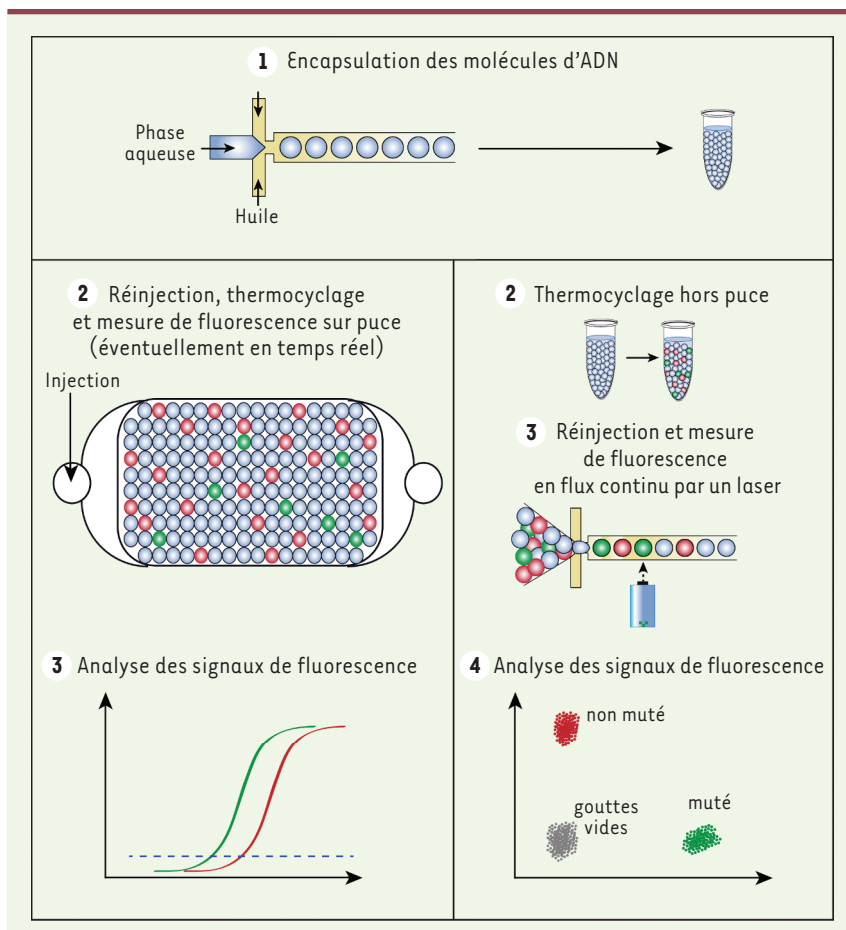 1 Encapsulation des molécules d'ADN
Phase
aqueuse
Huile
2 Réinjection, thermocyclage
et mesure de fluorescence sur puce
(éventuellement en temps réel)
Injection
3 Analyse des signaux de fluorescence
2 Thermocyclage hors puce
3 Réinjection et mesure
de fluorescence
en flux continu par un laser
4 Analyse des signaux de fluorescence
non muté
gouttes
vides
muté